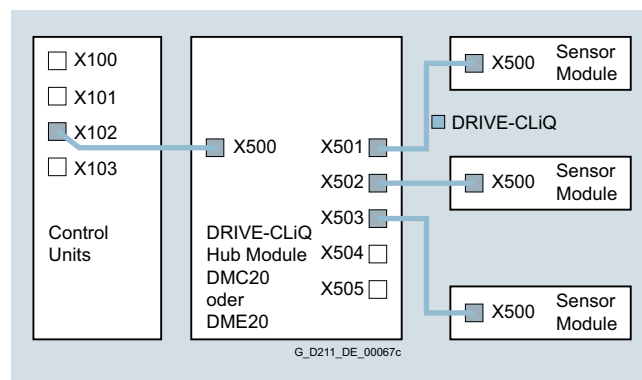 X100
X101
X102
X103
Control
Units
X500
X501
X502
X503
X504
X505
DRIVE-CLiQ
Hub Module
DMC20
oder
DME20
X500
Sensor
Module
DRIVE-CLiQ
X500
Sensor
Module
X500
Sensor
Module
G_D211_DE_00067c